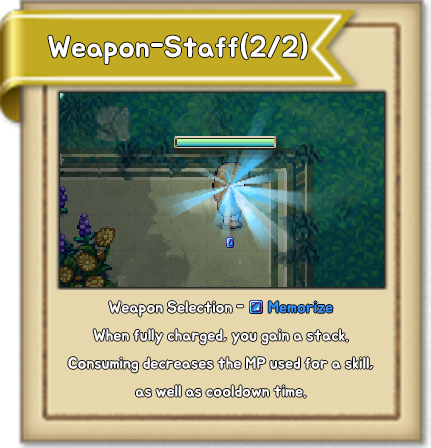 Weapon-Staff(2/2)
Weapon Selection - Memorize
When fully charged, you gain a stack.
Consuming decreases the MP used for a skill,
as well as cooldown time.